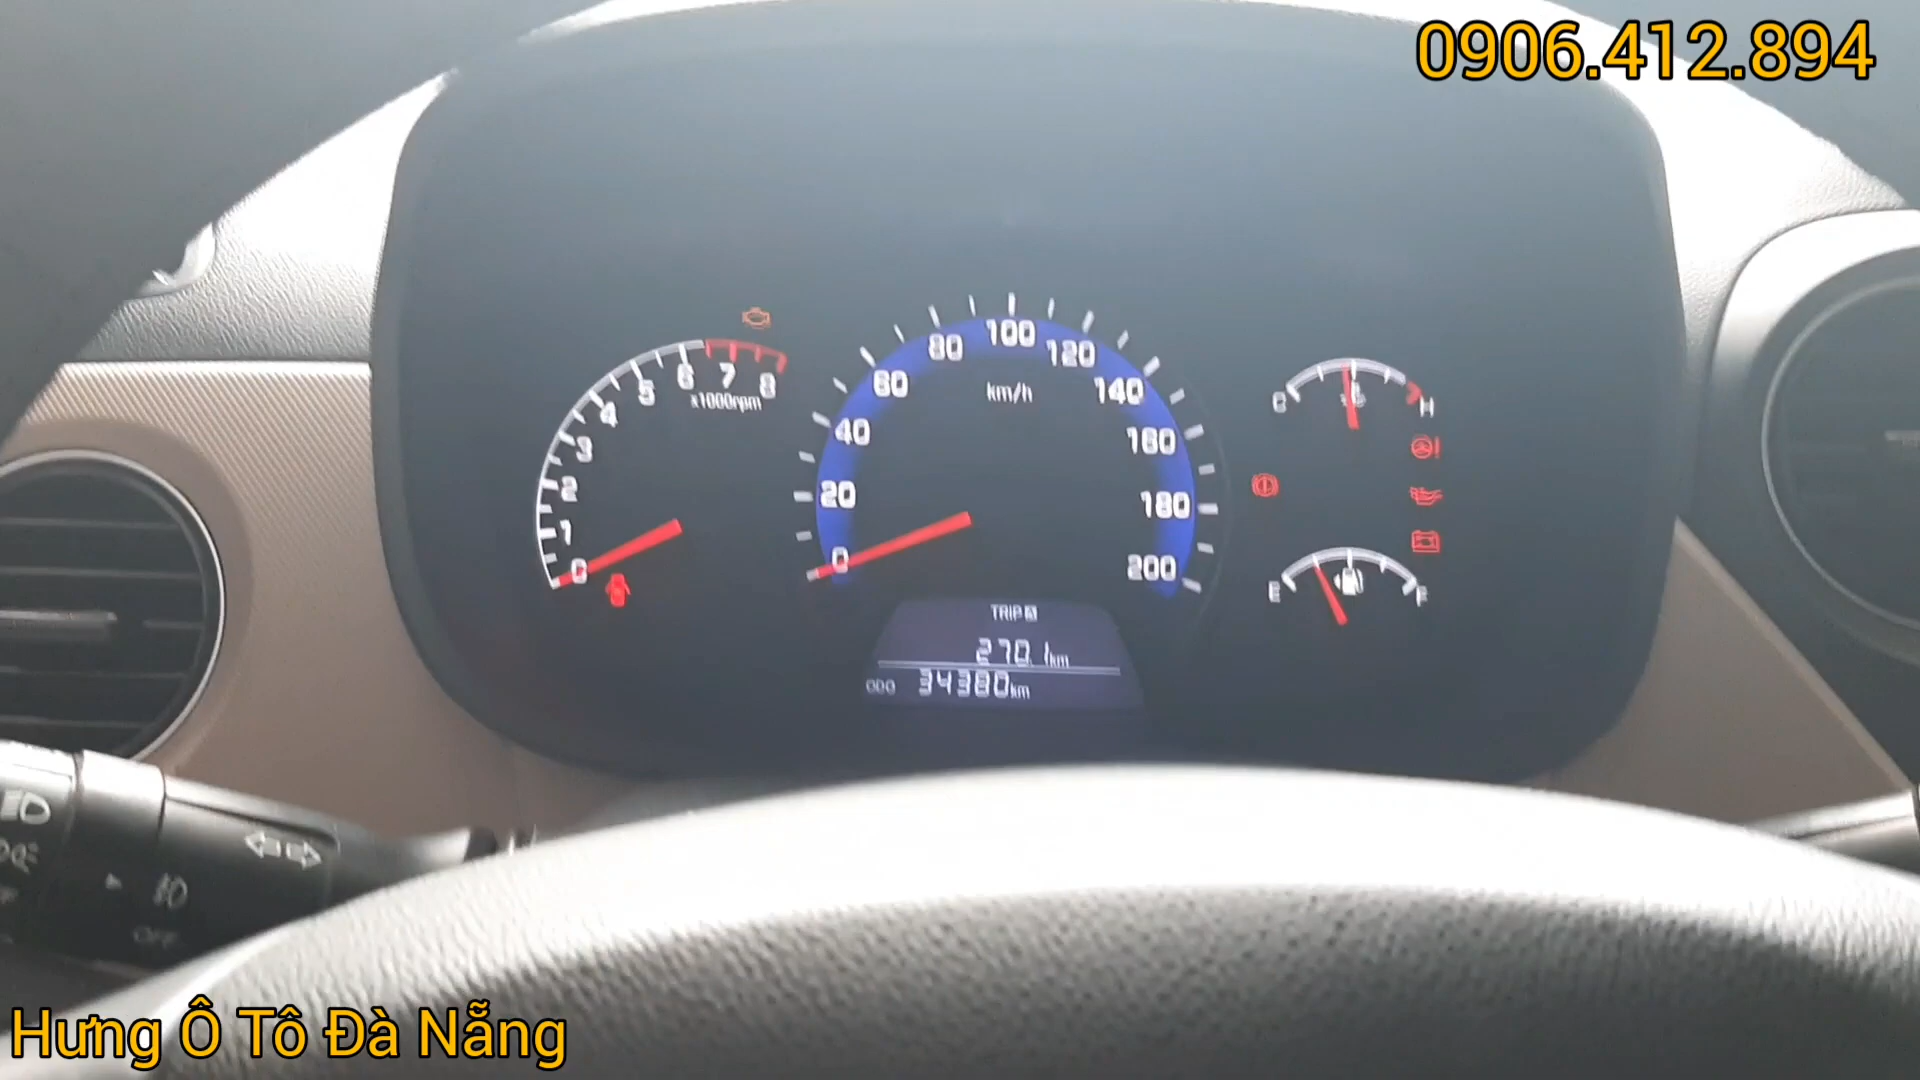 0906.412.894
0
1
2
3
4
5
6
7
8
x1000rpm
0
20
40
60
80
100
120
140
160
180
200
km/h
C
H
E
F
TRIP
270.1km
ODO 34380km
OFF
Hưng Ô Tô Đà Nẵng